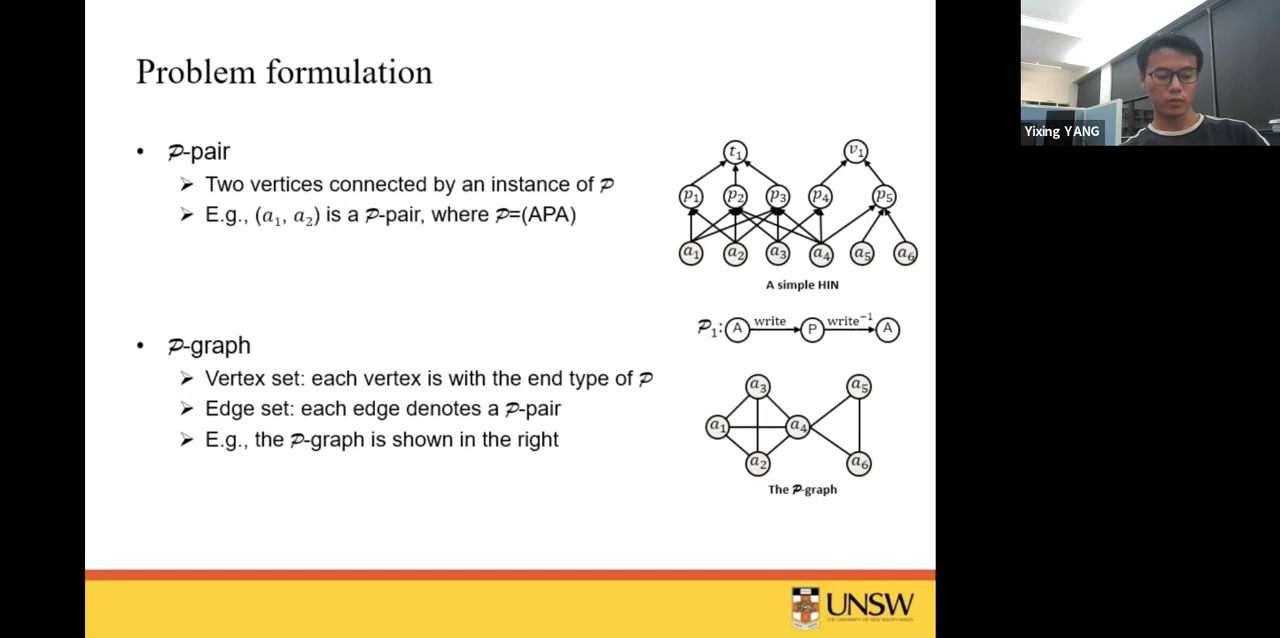 Problem formulation
• 𝒫-pair
➢ Two vertices connected by an instance of 𝒫
➢ E.g., (a₁, a₂) is a 𝒫-pair, where 𝒫=(APA)
• 𝒫-graph
➢ Vertex set: each vertex is with the end type of 𝒫
➢ Edge set: each edge denotes a 𝒫-pair
➢ E.g., the 𝒫-graph is shown in the right
t₁ v₁
p₁ p₂ p₃ p₄ p₅
a₁ a₂ a₃ a₄ a₅ a₆
A simple HIN
𝒫₁: A write P write⁻¹ A
a₃ a₅
a₁ a₄
a₂ a₆
The 𝒫-graph
UNSW
THE UNIVERSITY OF NEW SOUTH WALES
Yixing YANG